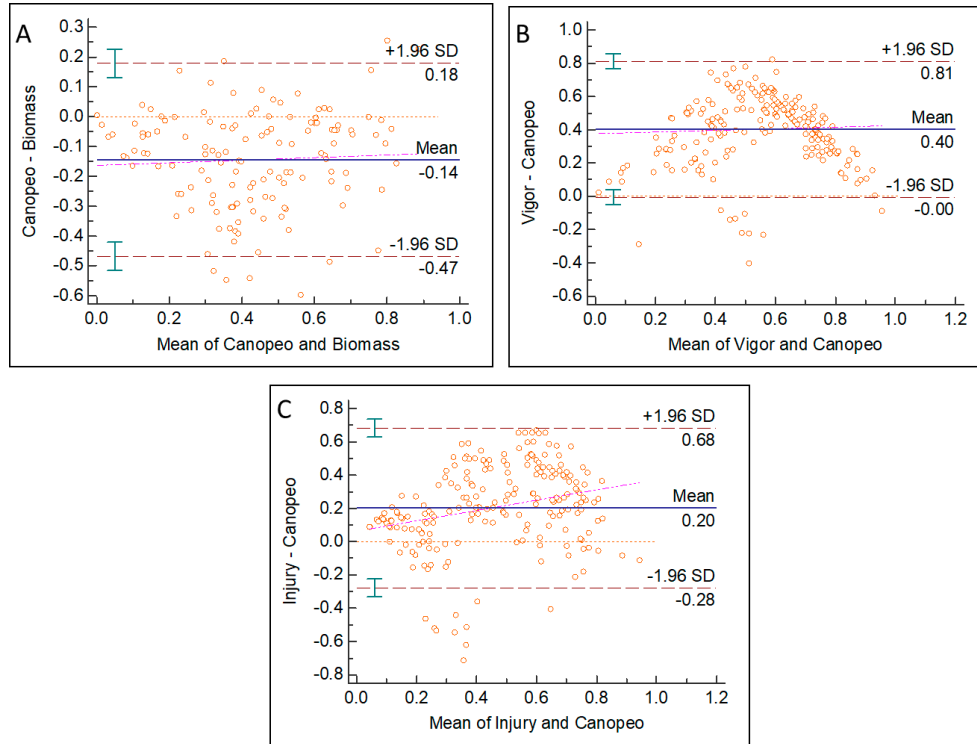 A
0.3
0.2
0.1
0.0
-0.1
-0.2
-0.3
-0.4
-0.5
-0.6
Canopeo - Biomass
+1.96 SD
0.18
Mean
-0.14
-1.96 SD
-0.47
0.0 0.2 0.4 0.6 0.8 1.0
Mean of Canopeo and Biomass
B
1.0
0.8
0.6
0.4
0.2
0.0
-0.2
-0.4
-0.6
Vigor - Canopeo
+1.96 SD
0.81
Mean
0.40
-1.96 SD
-0.00
0.0 0.2 0.4 0.6 0.8 1.0 1.2
Mean of Vigor and Canopeo
C
0.8
0.6
0.4
0.2
0.0
-0.2
-0.4
-0.6
-0.8
Injury - Canopeo
+1.96 SD
0.68
Mean
0.20
-1.96 SD
-0.28
0.0 0.2 0.4 0.6 0.8 1.0 1.2
Mean of Injury and Canopeo